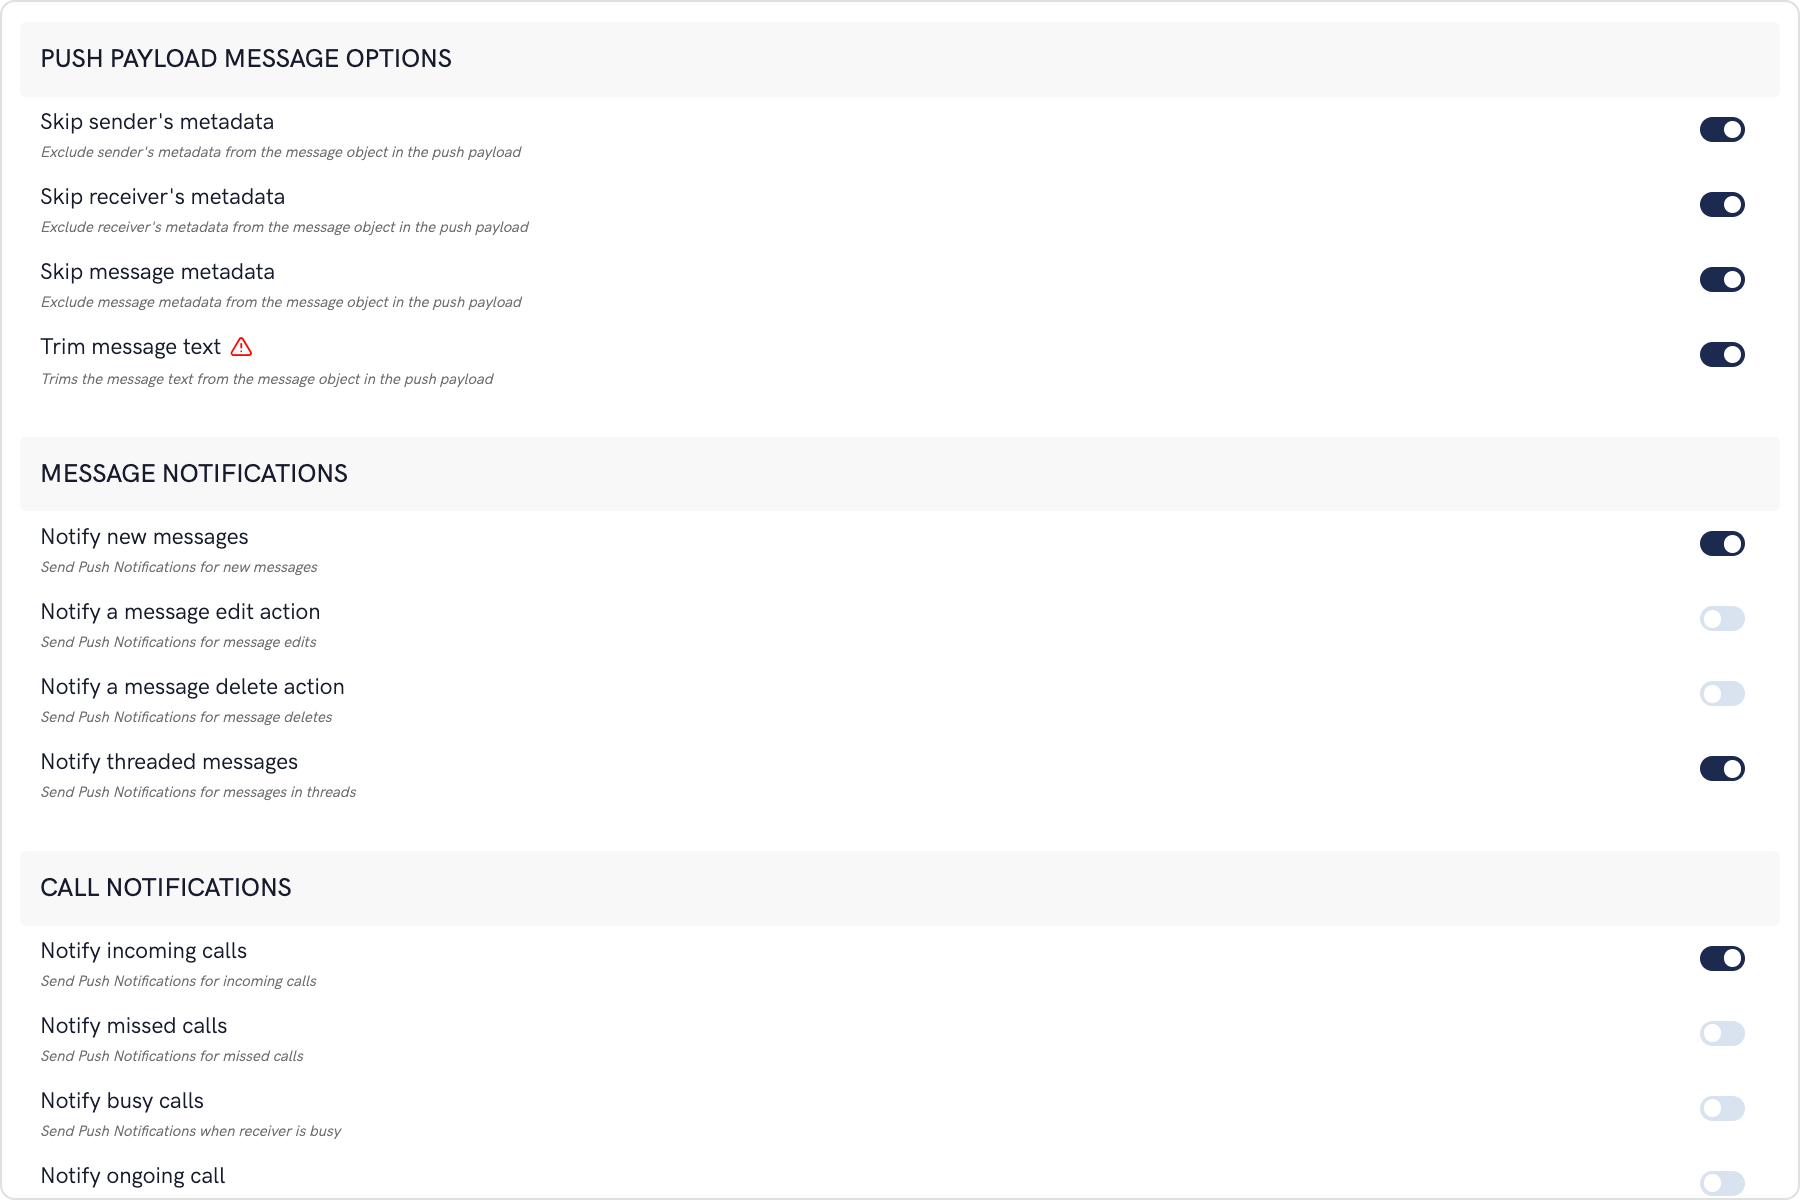 PUSH PAYLOAD MESSAGE OPTIONS
Skip sender's metadata
Exclude sender's metadata from the message object in the push payload
Skip receiver's metadata
Exclude receiver's metadata from the message object in the push payload
Skip message metadata
Exclude message metadata from the message object in the push payload
Trim message text
Trims the message text from the message object in the push payload
MESSAGE NOTIFICATIONS
Notify new messages
Send Push Notifications for new messages
Notify a message edit action
Send Push Notifications for message edits
Notify a message delete action
Send Push Notifications for message deletes
Notify threaded messages
Send Push Notifications for messages in threads
CALL NOTIFICATIONS
Notify incoming calls
Send Push Notifications for incoming calls
Notify missed calls
Send Push Notifications for missed calls
Notify busy calls
Send Push Notifications when receiver is busy
Notify ongoing call